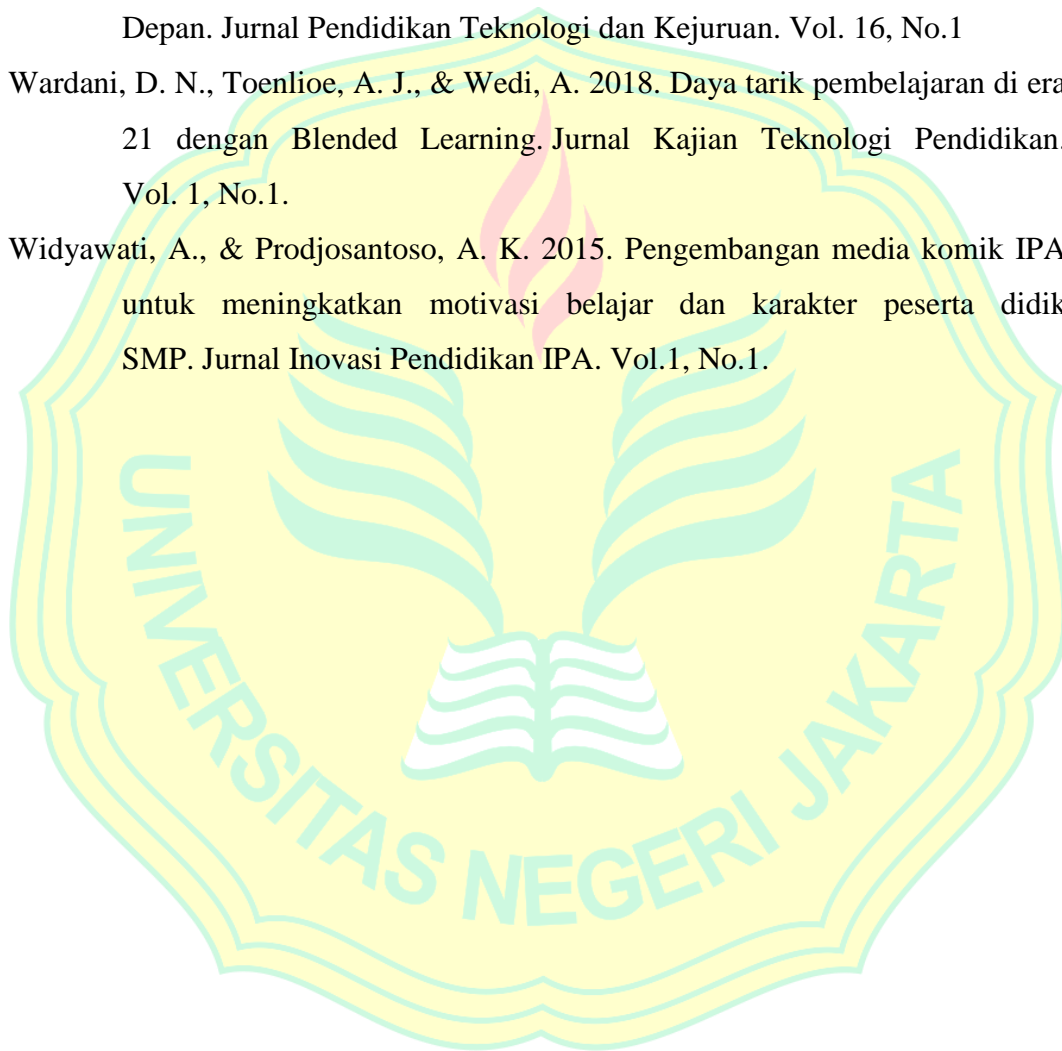 Depan. Jurnal Pendidikan Teknologi dan Kejuruan. Vol. 16, No.1
Wardani, D. N., Toenlioe, A. J., & Wedi, A. 2018. Daya tarik pembelajaran di era
21 dengan Blended Learning. Jurnal Kajian Teknologi Pendidikan.
Vol. 1, No.1.
Widyawati, A., & Prodjosantoso, A. K. 2015. Pengembangan media komik IPA
untuk meningkatkan motivasi belajar dan karakter peserta didik
SMP. Jurnal Inovasi Pendidikan IPA. Vol.1, No.1.
UNIVERSITAS NEGERI JAKARTA